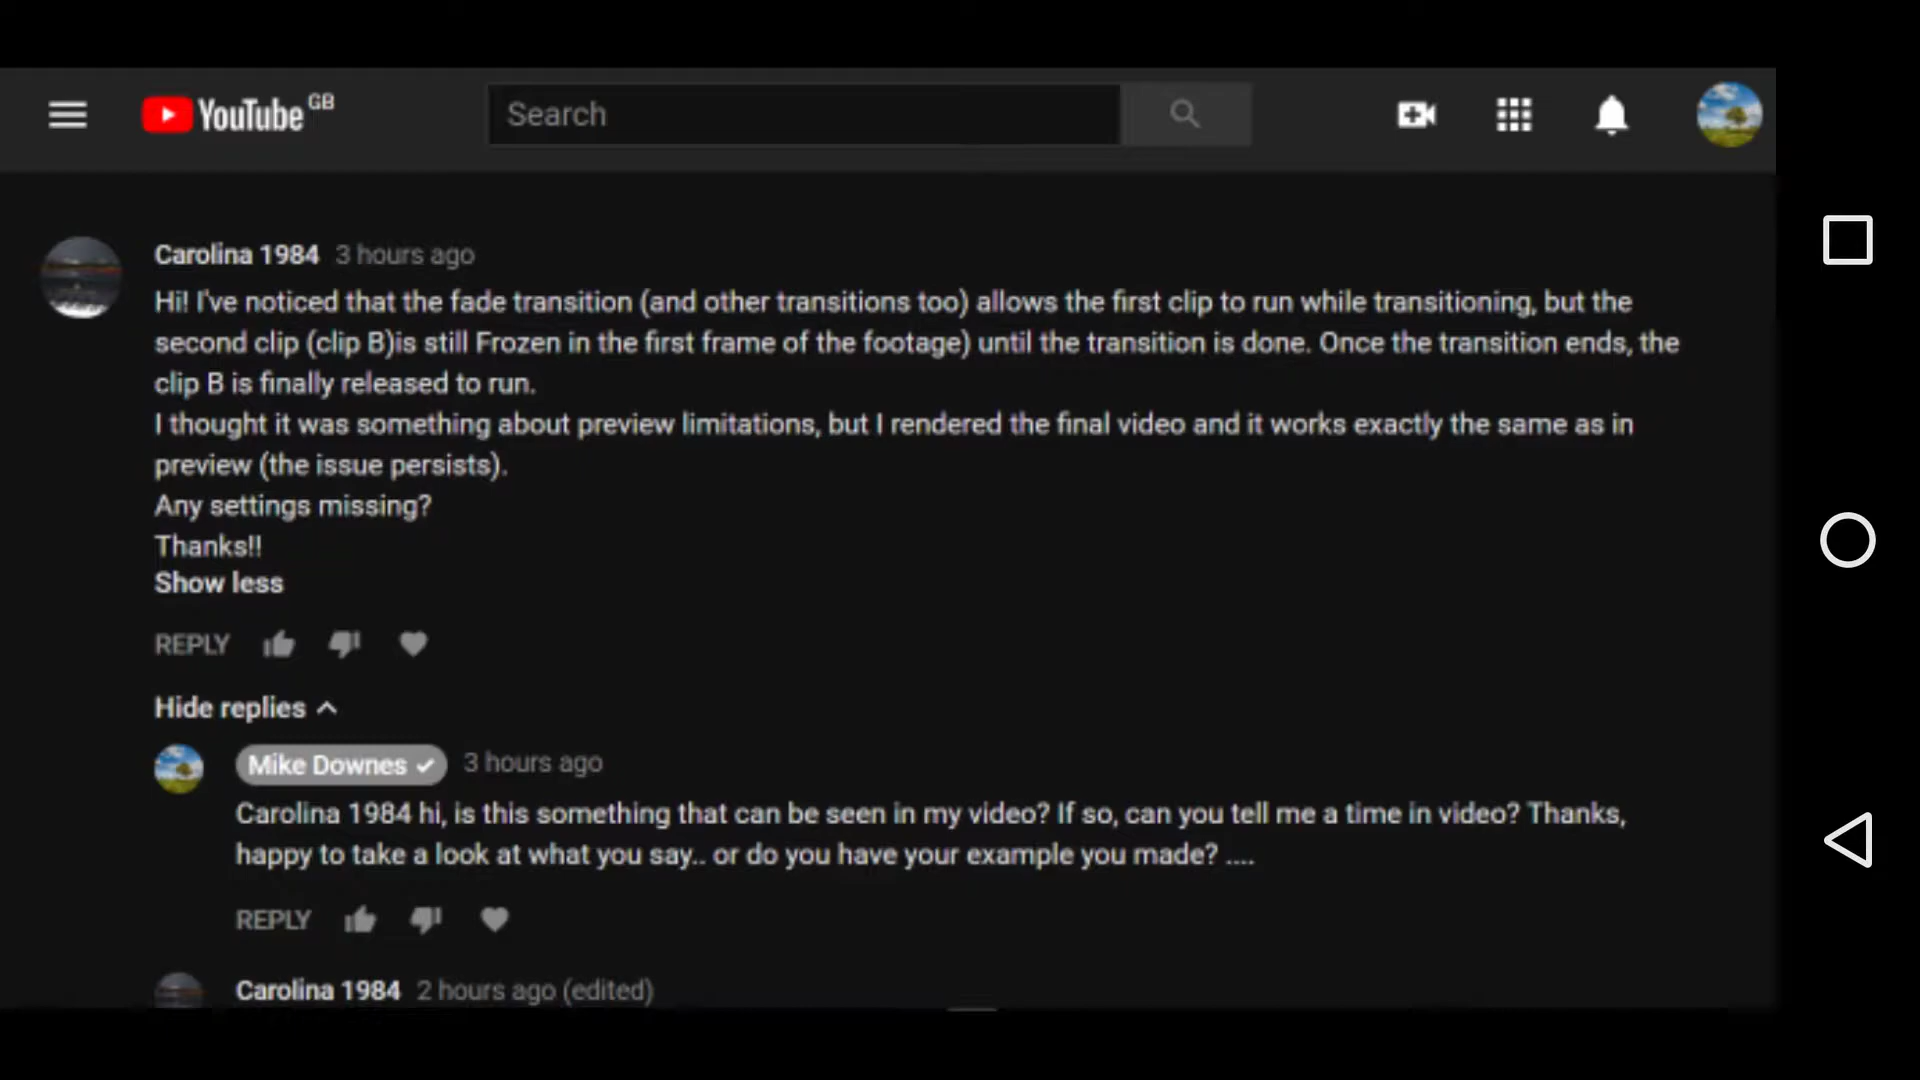 YouTube GB
Search
Carolina 1984 3 hours ago
Hi! I've noticed that the fade transition (and other transitions too) allows the first clip to run while transitioning, but the
second clip (clip B)is still Frozen in the first frame of the footage) until the transition is done. Once the transition ends, the
clip B is finally released to run.
I thought it was something about preview limitations, but I rendered the final video and it works exactly the same as in
preview (the issue persists).
Any settings missing?
Thanks!!
Show less
REPLY
Hide replies
Mike Downes 3 hours ago
Carolina 1984 hi, is this something that can be seen in my video? If so, can you tell me a time in video? Thanks,
happy to take a look at what you say.. or do you have your example you made? ....
REPLY
Carolina 1984 2 hours ago (edited)